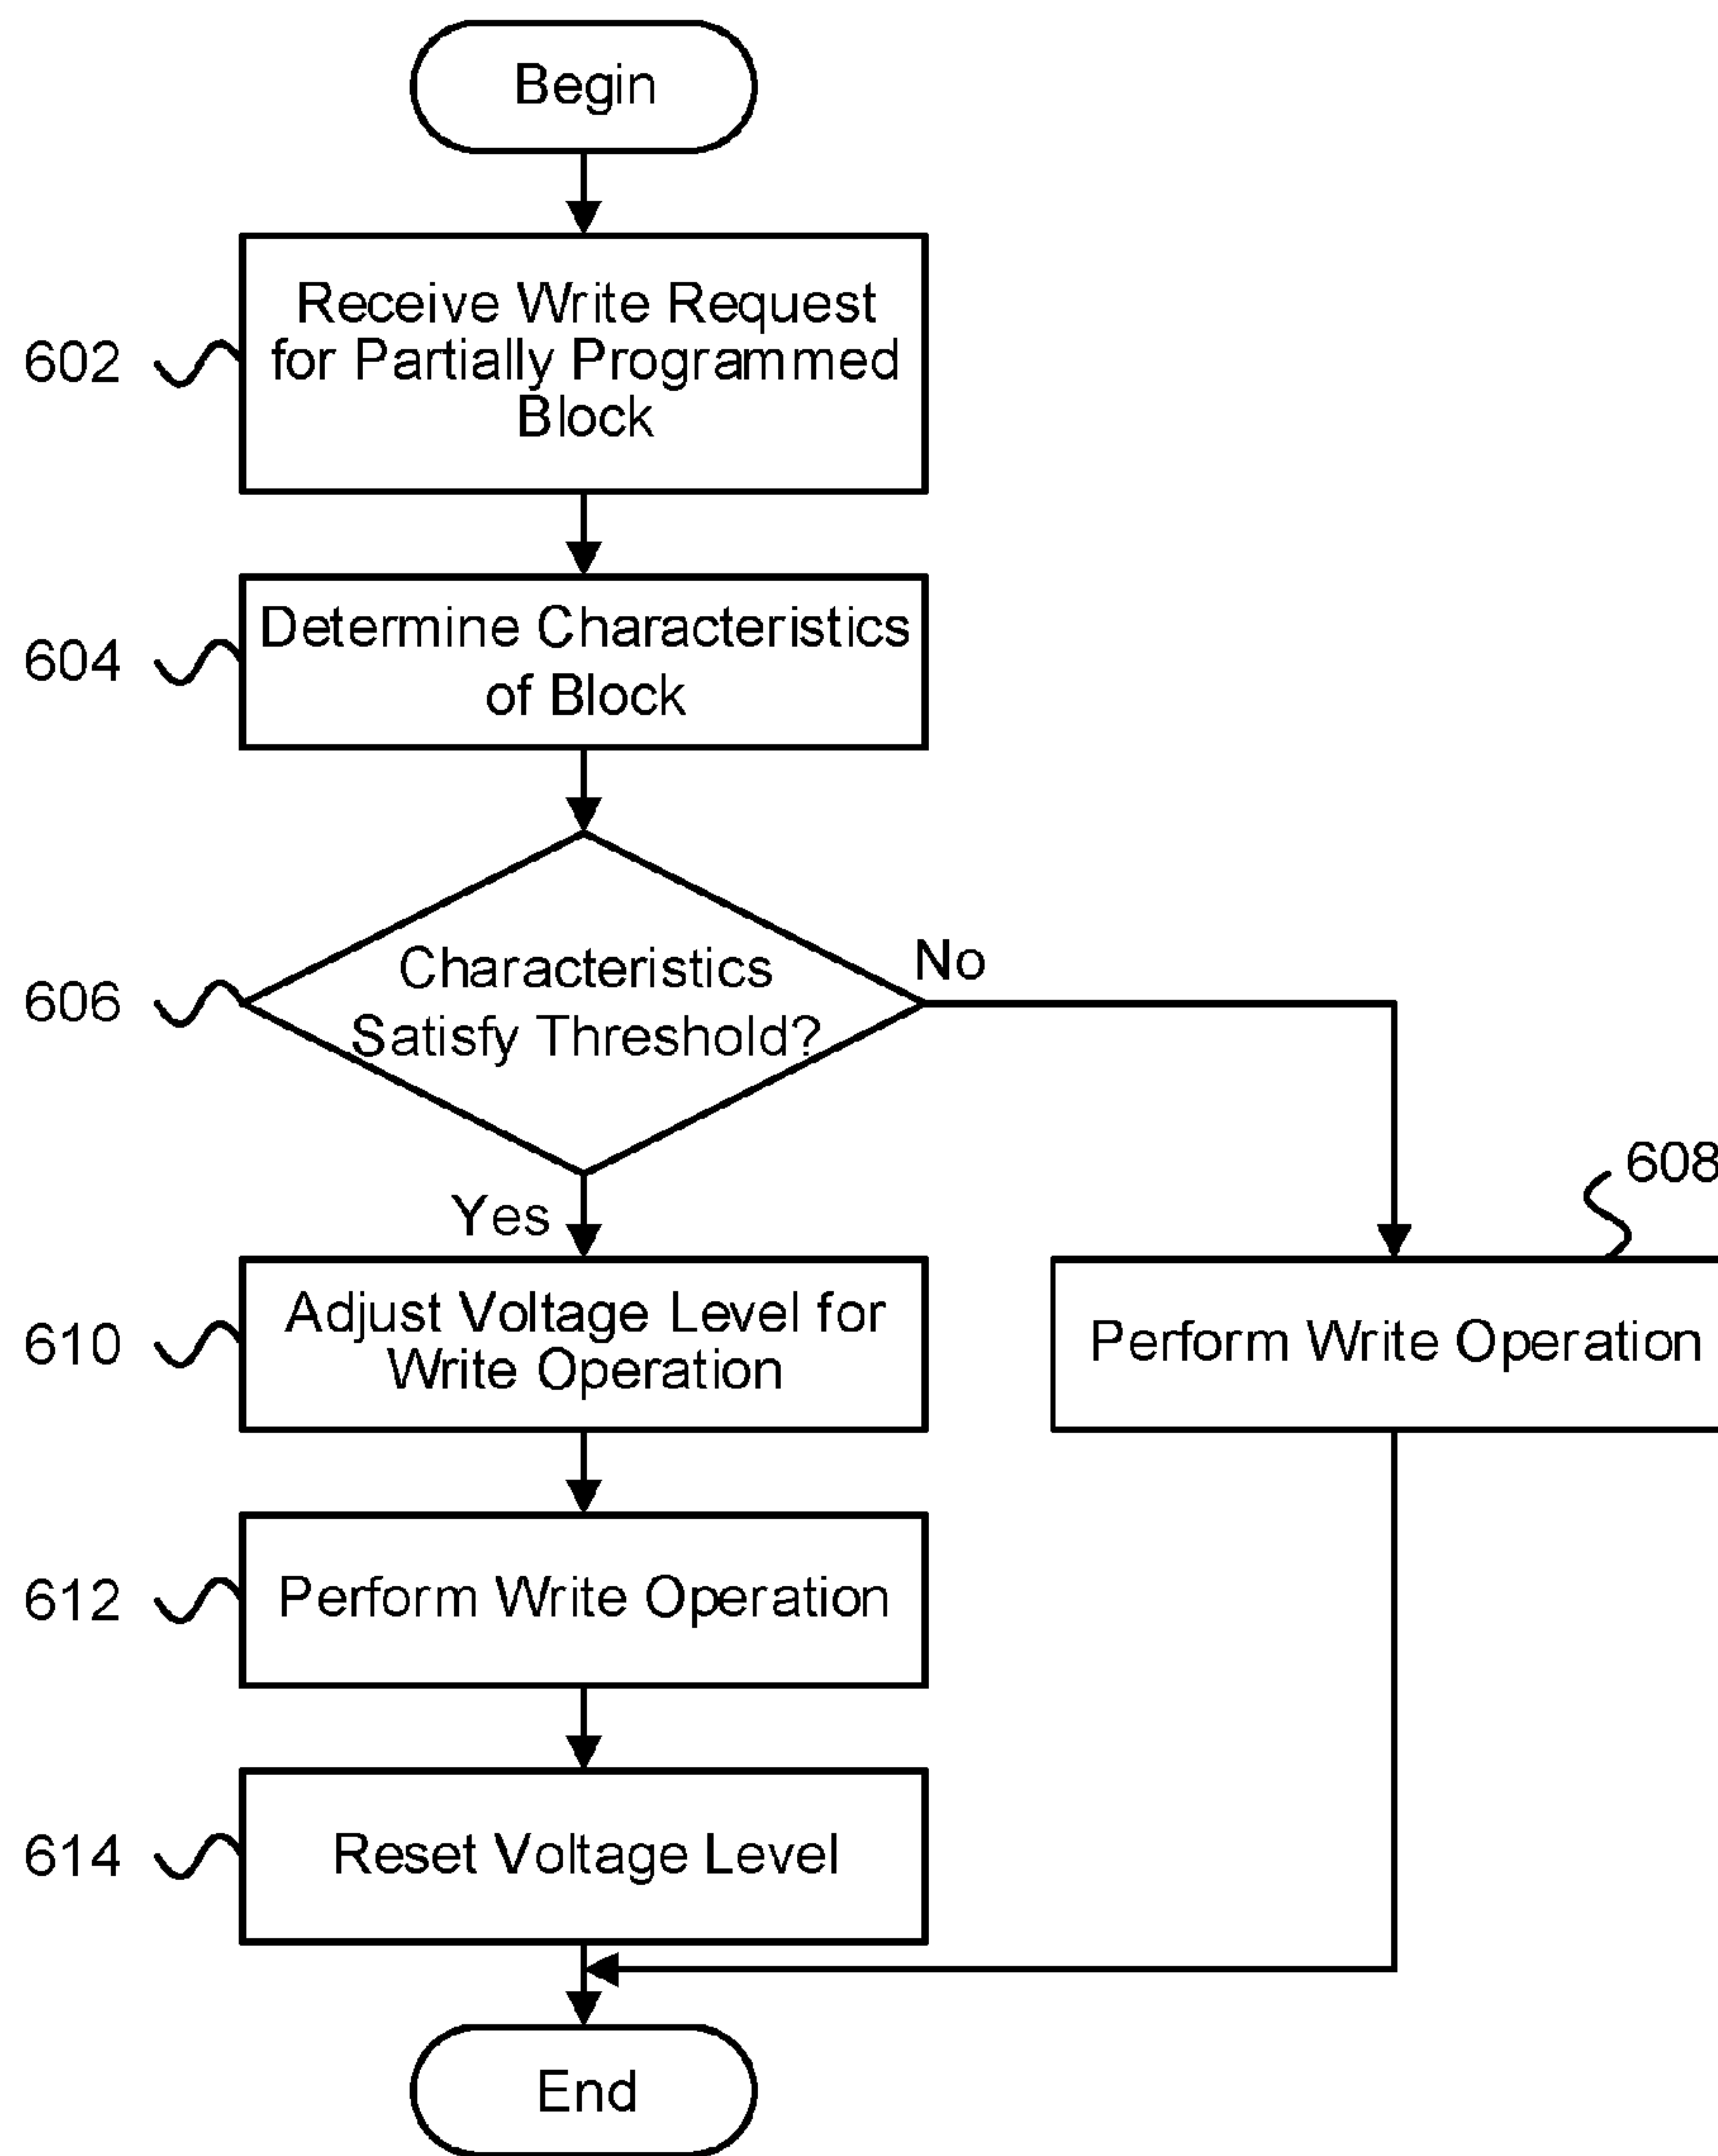 Begin
602
Receive Write Request
for Partially Programmed
Block
604
Determine Characteristics
of Block
606
Characteristics
Satisfy Threshold?
No
Yes
608
610
Adjust Voltage Level for
Write Operation
Perform Write Operation
612
Perform Write Operation
614
Reset Voltage Level
End